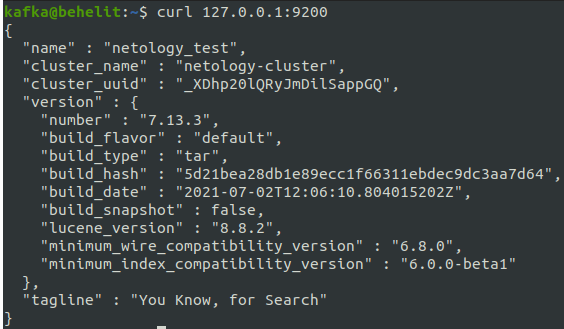 kafka@behelit:~$ curl 127.0.0.1:9200
{
  "name" : "netology_test",
  "cluster_name" : "netology-cluster",
  "cluster_uuid" : "_XDhp20lQRyJmDilSappGQ",
  "version" : {
    "number" : "7.13.3",
    "build_flavor" : "default",
    "build_type" : "tar",
    "build_hash" : "5d21bea28db1e89ecc1f66311ebdec9dc3aa7d64",
    "build_date" : "2021-07-02T12:06:10.804015202Z",
    "build_snapshot" : false,
    "lucene_version" : "8.8.2",
    "minimum_wire_compatibility_version" : "6.8.0",
    "minimum_index_compatibility_version" : "6.0.0-beta1"
  },
  "tagline" : "You Know, for Search"
}